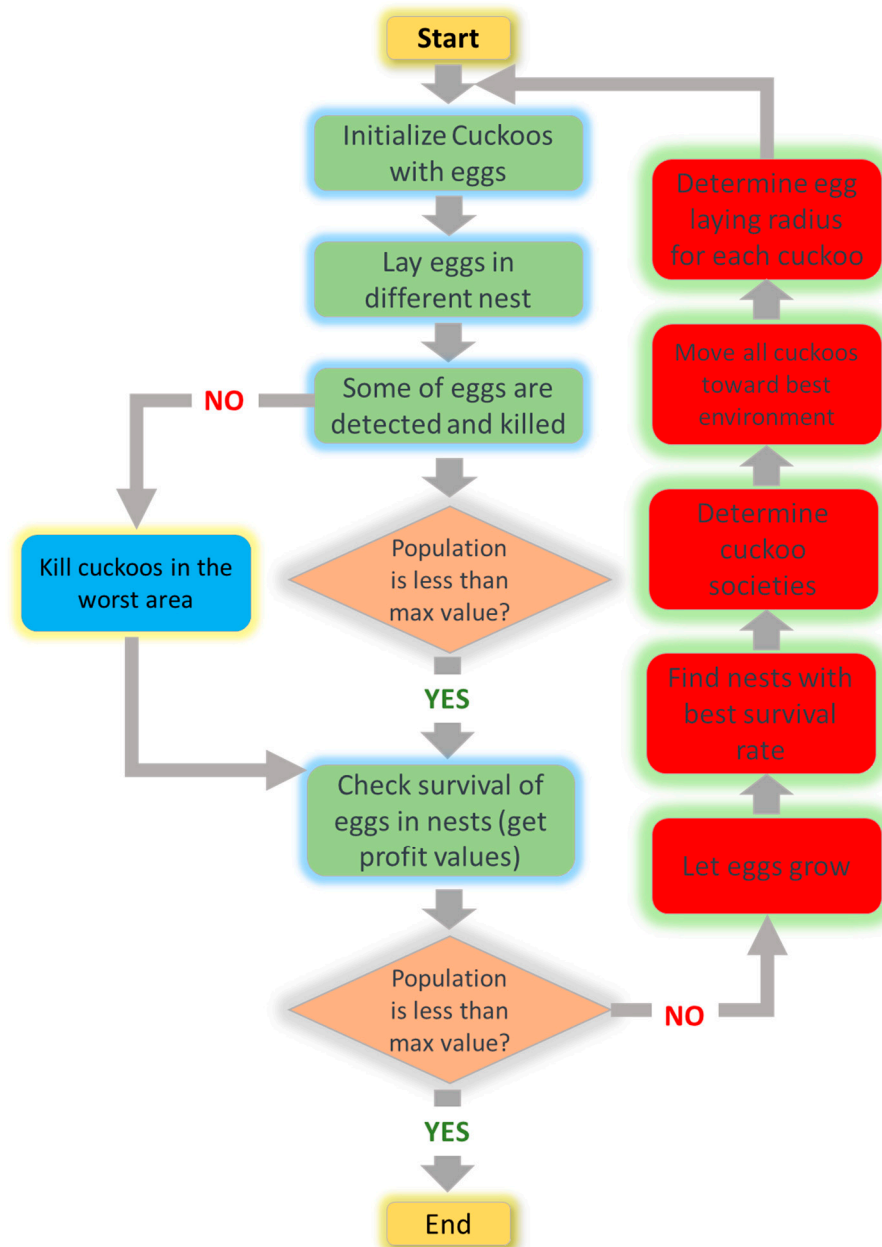 Start
Initialize Cuckoos
with eggs
Lay eggs in
different nest
Some of eggs are
detected and killed
NO
Kill cuckoos in the
worst area
Population
is less than
max value?
YES
Check survival of
eggs in nests (get
profit values)
Population
is less than
max value?
NO
YES
End
Let eggs grow
Find nests with
best survival
rate
Determine
cuckoo
societies
Move all cuckoos
toward best
environment
Determine egg
laying radius
for each cuckoo